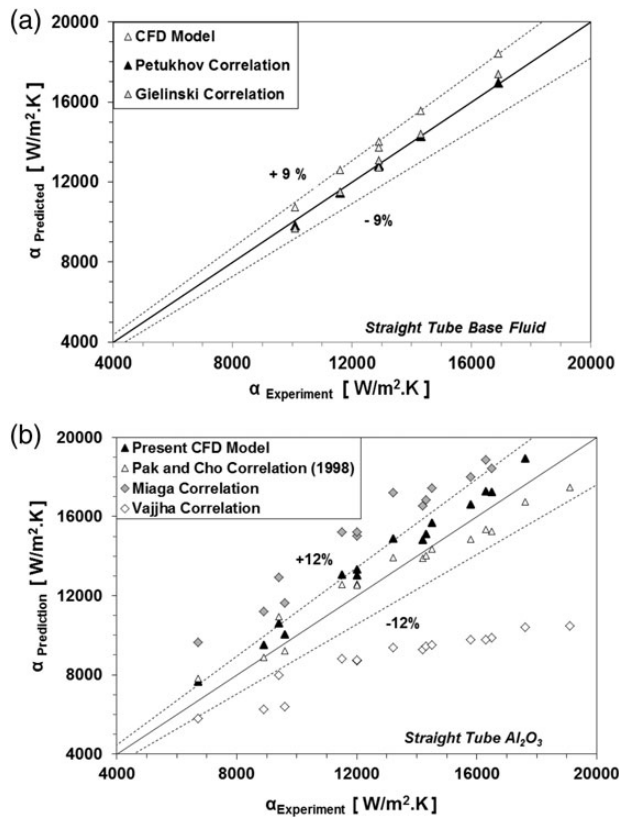 (a)
20000
16000
12000
8000
4000
α Predicted [ W/m².K ]
CFD Model
Petukhov Correlation
Gielinski Correlation
+ 9 %
- 9%
Straight Tube Base Fluid
4000 8000 12000 16000 20000
α Experiment [ W/m².K ]
(b)
20000
16000
12000
8000
4000
α Prediction [ W/m².K ]
Present CFD Model
Pak and Cho Correlation (1998)
Miaga Correlation
Vajjha Correlation
+12%
-12%
Straight Tube Al₂O₃
4000 8000 12000 16000 20000
αExperiment [ W/m².K ]